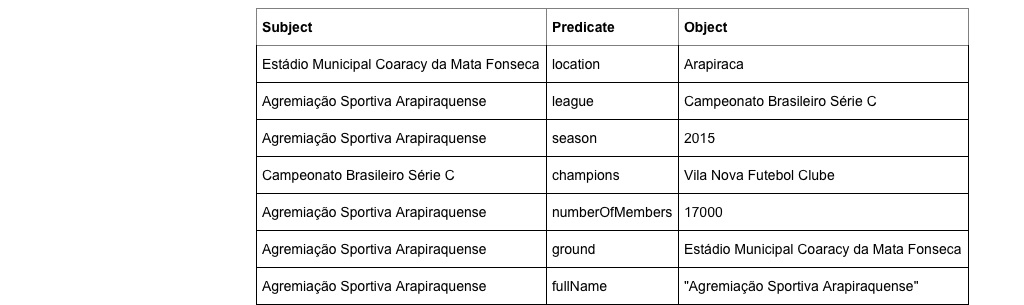 Subject Predicate Object
Estádio Municipal Coaracy da Mata Fonseca location Arapiraca
Agremiação Sportiva Arapiraquense league Campeonato Brasileiro Série C
Agremiação Sportiva Arapiraquense season 2015
Campeonato Brasileiro Série C champions Vila Nova Futebol Clube
Agremiação Sportiva Arapiraquense numberOfMembers 17000
Agremiação Sportiva Arapiraquense ground Estádio Municipal Coaracy da Mata Fonseca
Agremiação Sportiva Arapiraquense fullName "Agremiação Sportiva Arapiraquense"